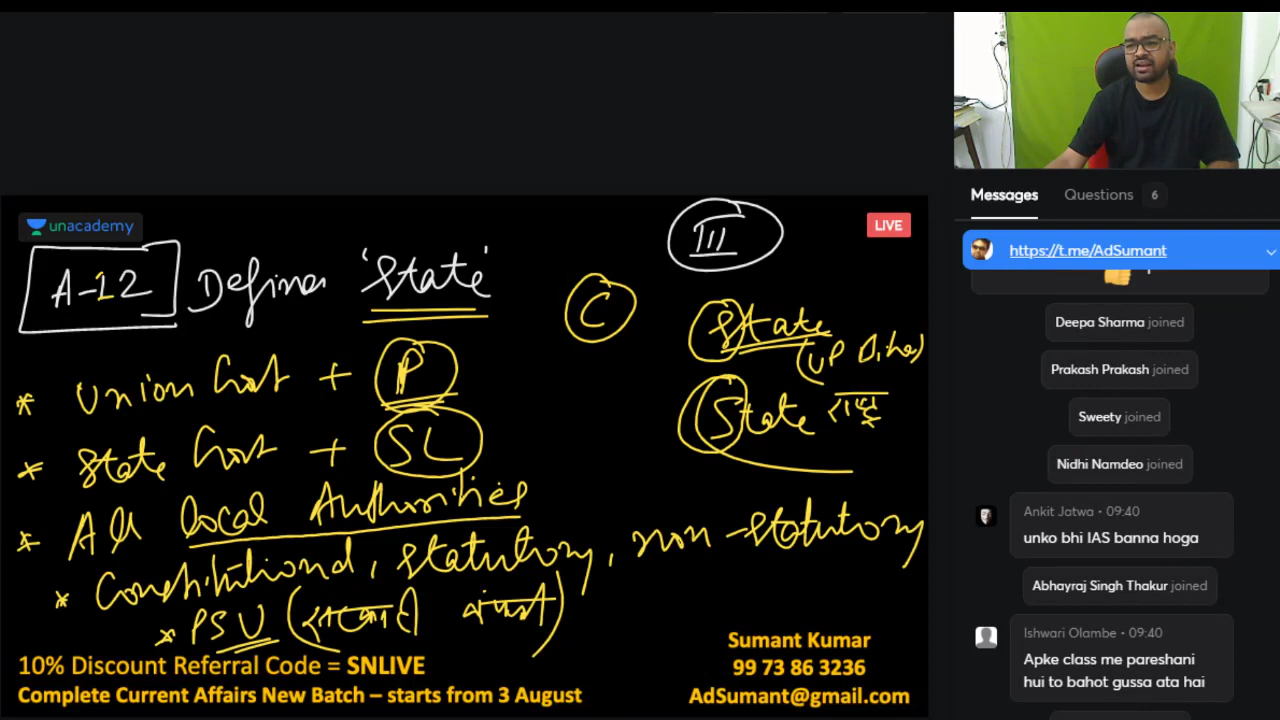 unacademy
LIVE
III
A-12 Defines 'State'
C
State
(UP Bihar)
State राष्ट्र
* Union Govt + P
* State Govt + SL
* All Local Authorities
* Constitutional, statutory, non-statutory
* PSU (सरकारी कंपनी)
10% Discount Referral Code = SNLIVE
Complete Current Affairs New Batch – starts from 3 August
Sumant Kumar
99 73 86 3236
AdSumant@gmail.com
Messages Questions 6
https://t.me/AdSumant
Deepa Sharma joined
Prakash Prakash joined
Sweety joined
Nidhi Namdeo joined
Ankit Jatwa • 09:40
unko bhi IAS banna hoga
Abhayraj Singh Thakur joined
Ishwari Olambe • 09:40
Apke class me pareshani
hui to bahot gussa ata hai